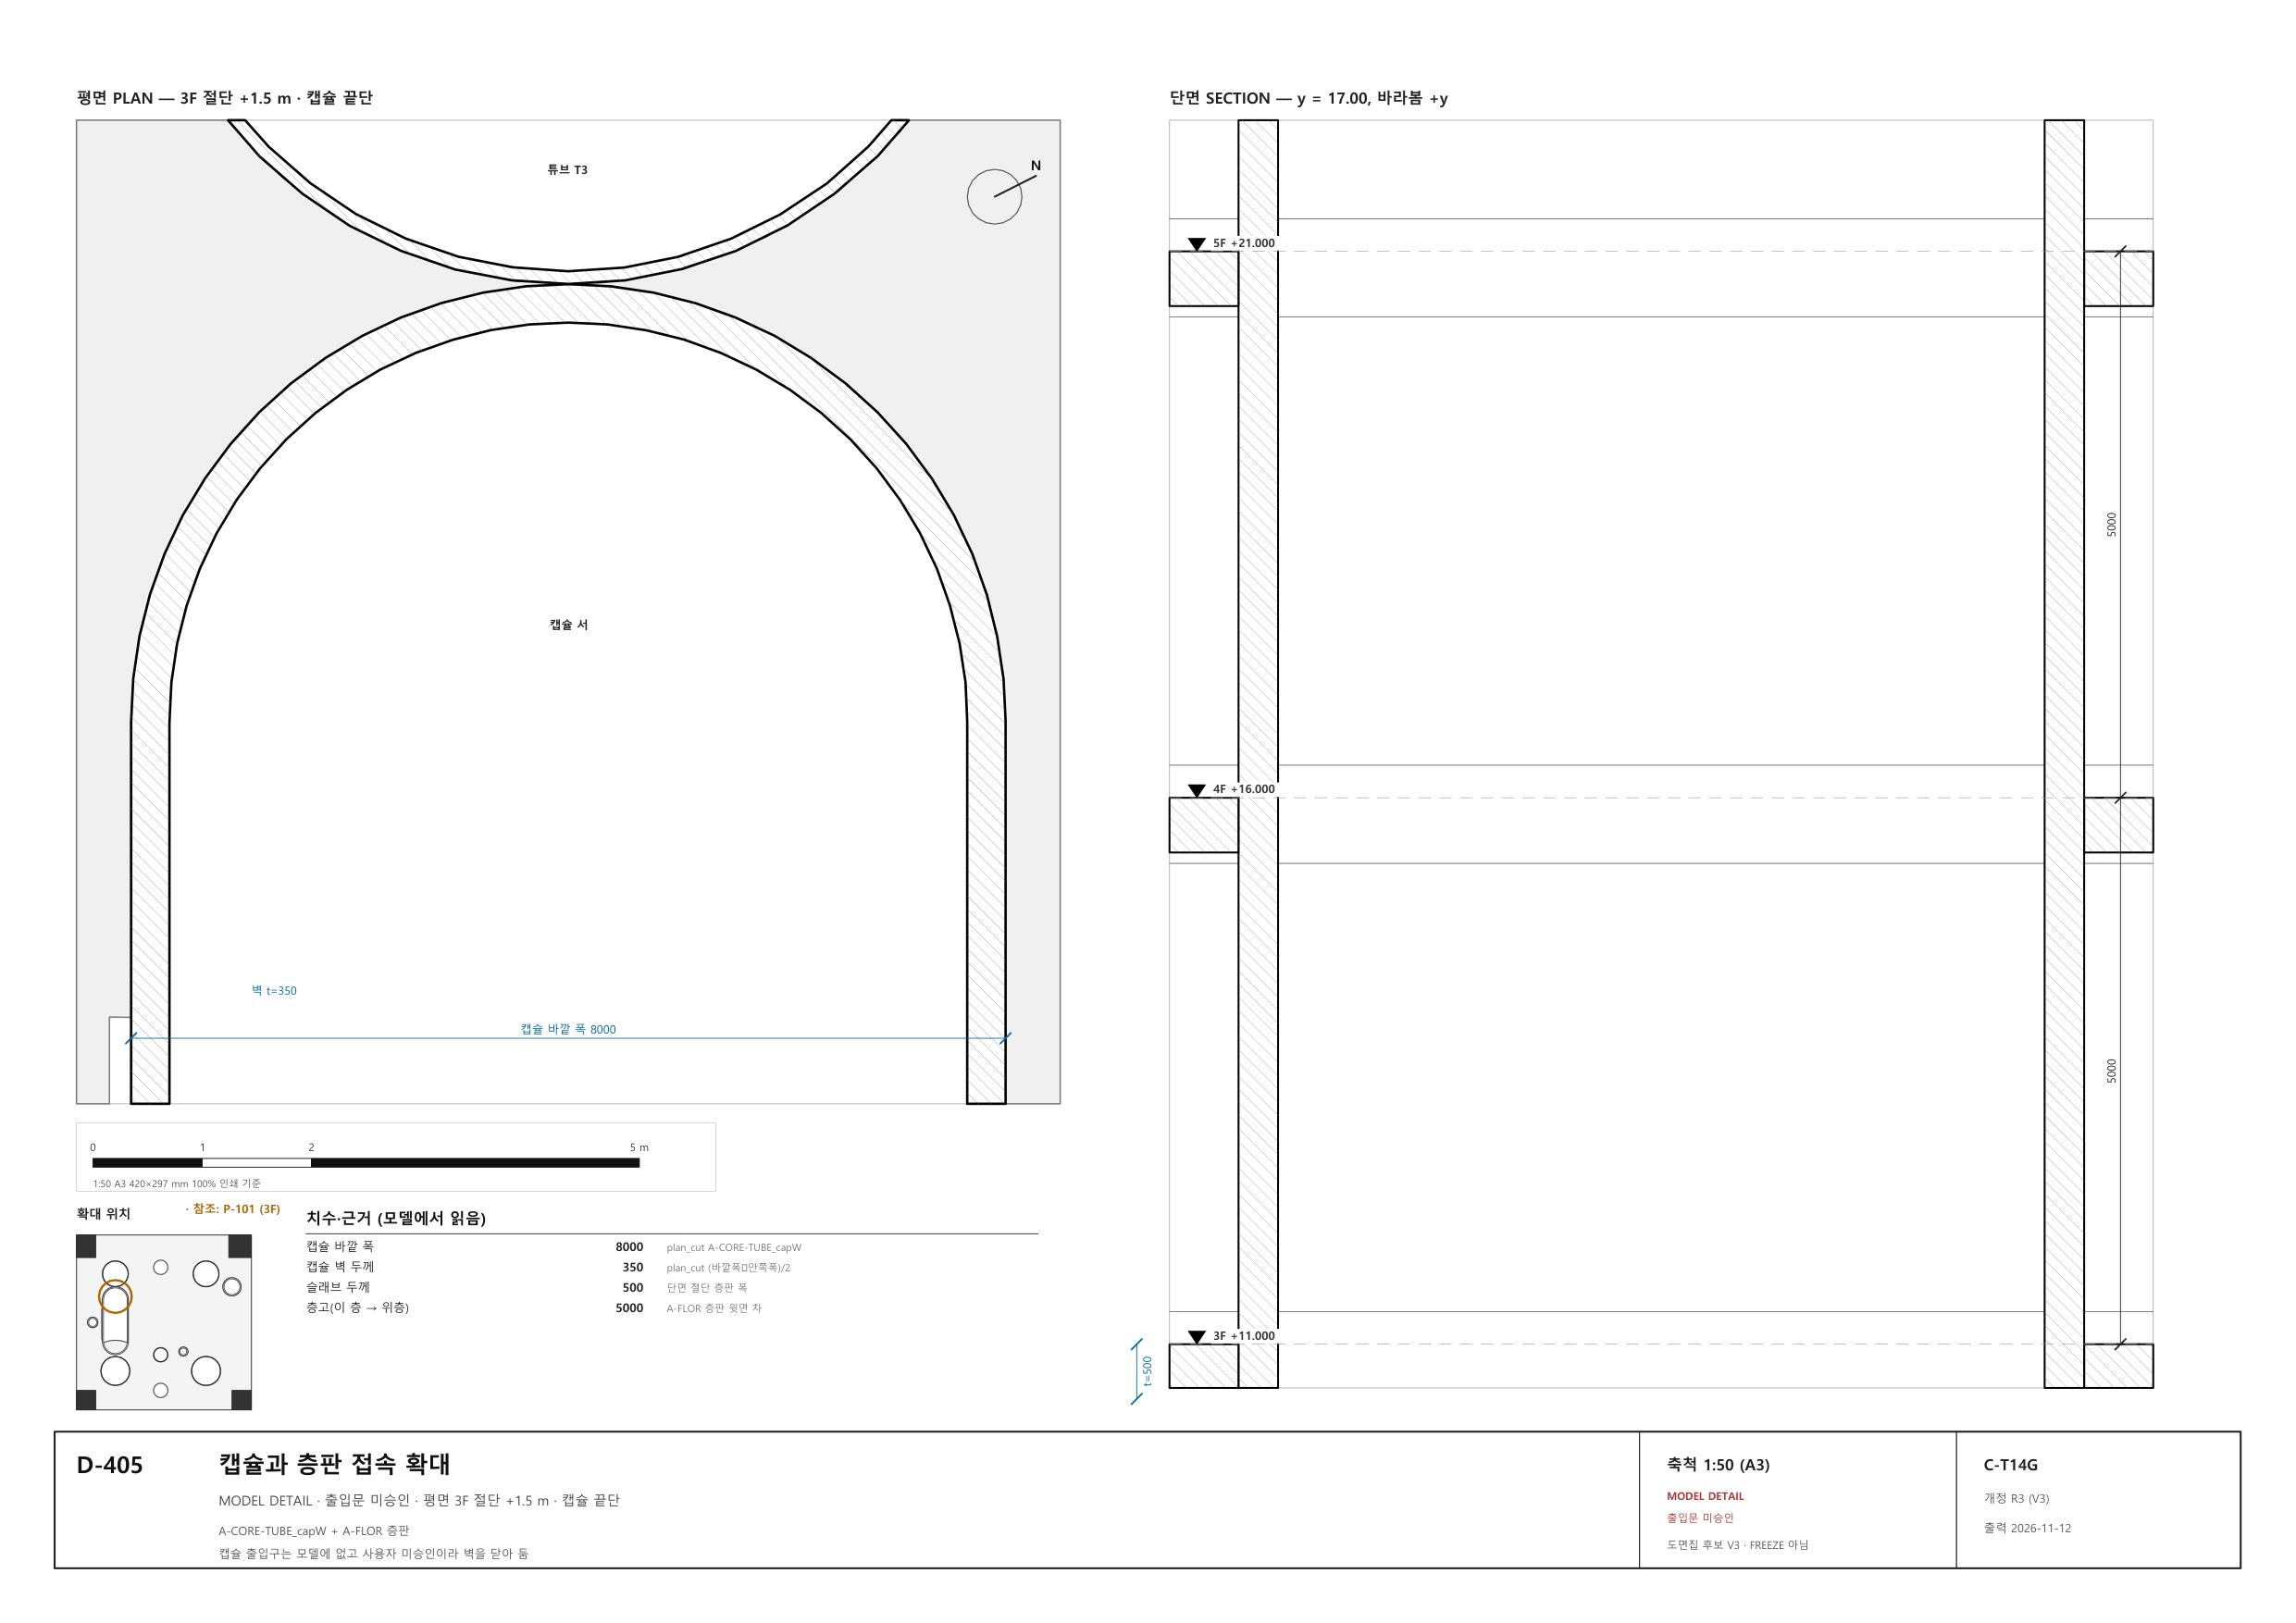 평면 PLAN — 3F 절단 +1.5 m · 캡슐 끝단
튜브 T3
N
캡슐 서
벽 t=350
캡슐 바깥 폭 8000
단면 SECTION — y = 17.00, 바라봄 +y
5F +21.000
5000
4F +16.000
5000
3F +11.000
t=500
0 1 2 5 m
1:50 A3 420×297 mm 100% 인쇄 기준
확대 위치
· 참조: P-101 (3F)
치수·근거 (모델에서 읽음)
캡슐 바깥 폭 8000 plan_cut A-CORE-TUBE_capW
캡슐 벽 두께 350 plan_cut (바깥폭▯안쪽폭)/2
슬래브 두께 500 단면 절단 층판 폭
층고(이 층 → 위층) 5000 A-FLOR 층판 윗면 차
D-405
캡슐과 층판 접속 확대
MODEL DETAIL · 출입문 미승인 · 평면 3F 절단 +1.5 m · 캡슐 끝단
A-CORE-TUBE_capW + A-FLOR 층판
캡슐 출입구는 모델에 없고 사용자 미승인이라 벽을 닫아 둠
축척 1:50 (A3)
MODEL DETAIL
출입문 미승인
도면집 후보 V3 · FREEZE 아님
C-T14G
개정 R3 (V3)
출력 2026-11-12